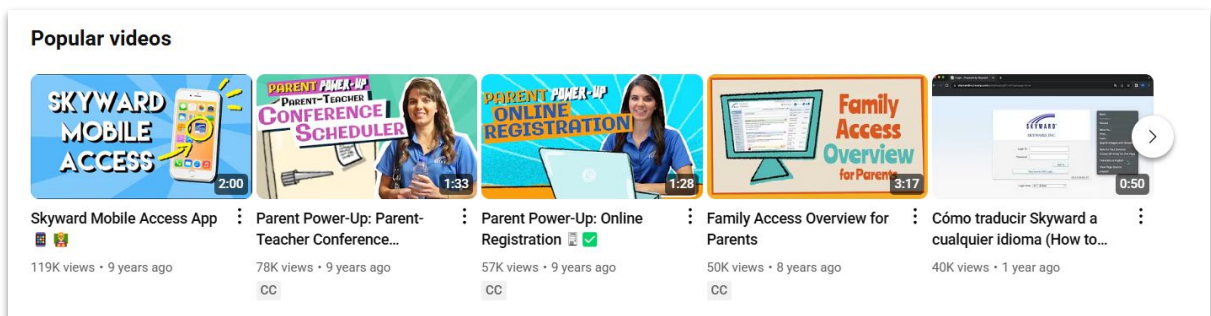 Popular videos
SKYWARD
MOBILE
ACCESS
2:00
PARENT POWER-UP
PARENT-TEACHER
CONFERENCE
SCHEDULER
1:33
PARENT POWER-UP
ONLINE
REGISTRATION
1:28
Family
Access
Overview
for Parents
3:17
SKYWARD
0:50
Skyward Mobile Access App
119K views • 9 years ago
Parent Power-Up: Parent-
Teacher Conference...
78K views • 9 years ago
CC
Parent Power-Up: Online
Registration
57K views • 9 years ago
CC
Family Access Overview for
Parents
50K views • 8 years ago
CC
Cómo traducir Skyward a
cualquier idioma (How to...
40K views • 1 year ago